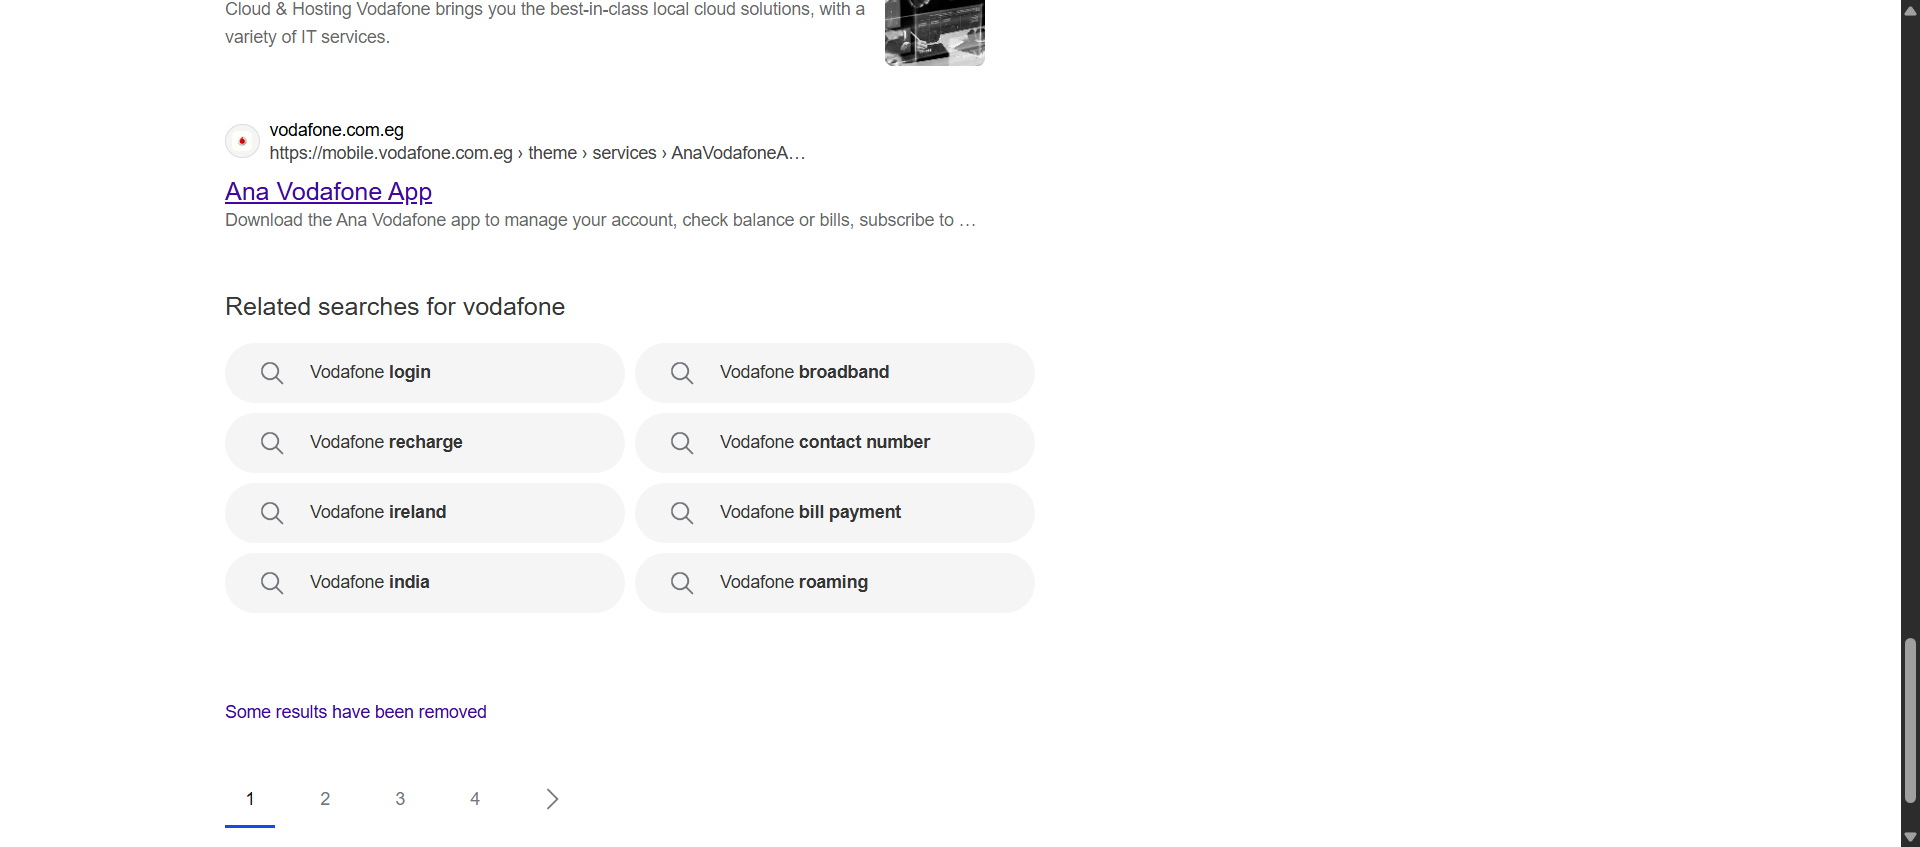 Cloud & Hosting Vodafone brings you the best-in-class local cloud solutions, with a
variety of IT services.
vodafone.com.eg
https://mobile.vodafone.com.eg › theme › services › AnaVodafoneA…
Ana Vodafone App
Download the Ana Vodafone app to manage your account, check balance or bills, subscribe to …
Related searches for vodafone
Vodafone login
Vodafone broadband
Vodafone recharge
Vodafone contact number
Vodafone ireland
Vodafone bill payment
Vodafone india
Vodafone roaming
Some results have been removed
1 2 3 4